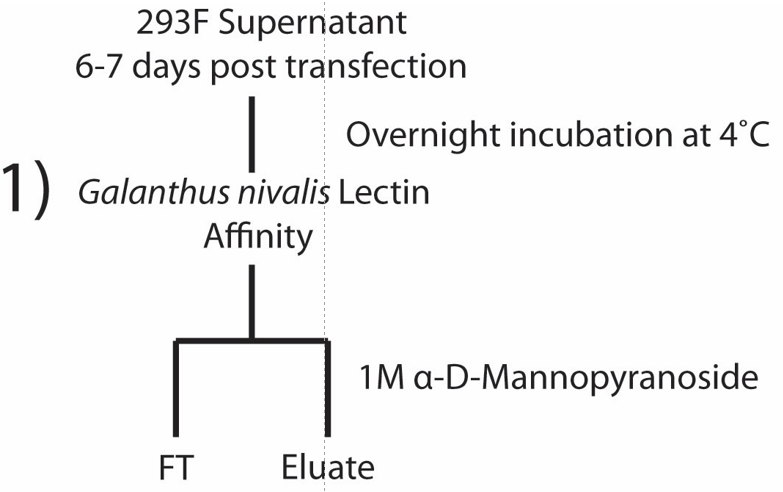 293F Supernatant
6-7 days post transfection
Overnight incubation at 4˚C
1) Galanthus nivalis Lectin
Affinity
1M α-D-Mannopyranoside
FT Eluate